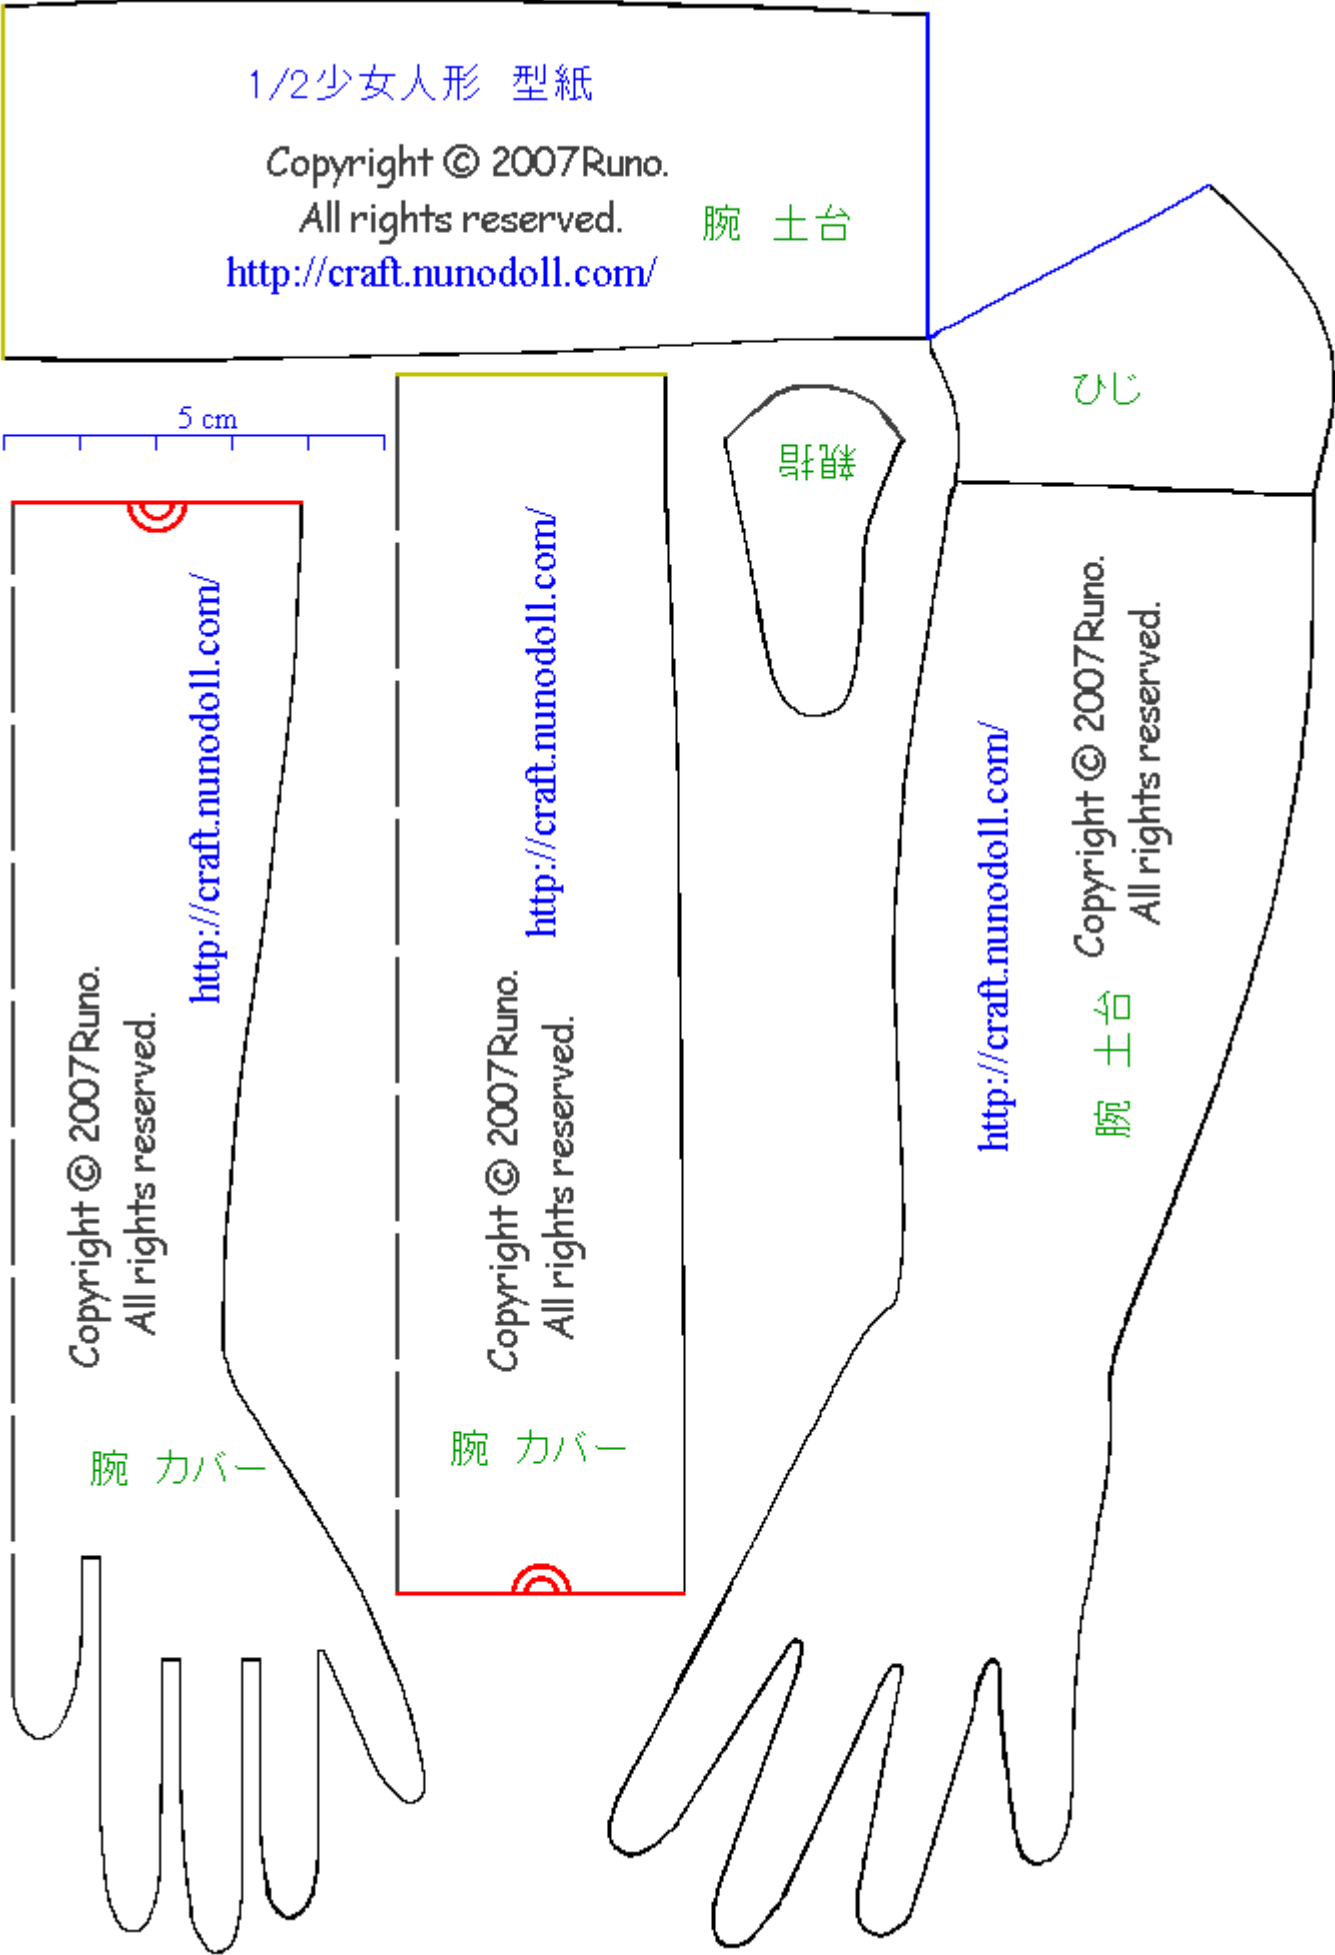 1/2少女人形 型紙
Copyright © 2007Runo.
All rights reserved.
腕 土台
http://craft.nunodoll.com/
ひじ
5 cm
親指
http://craft.nunodoll.com/
Copyright © 2007Runo.
All rights reserved.
腕 カバー
http://craft.nunodoll.com/
Copyright © 2007Runo.
All rights reserved.
腕 カバー
http://craft.nunodoll.com/
Copyright © 2007Runo.
All rights reserved.
腕 土台